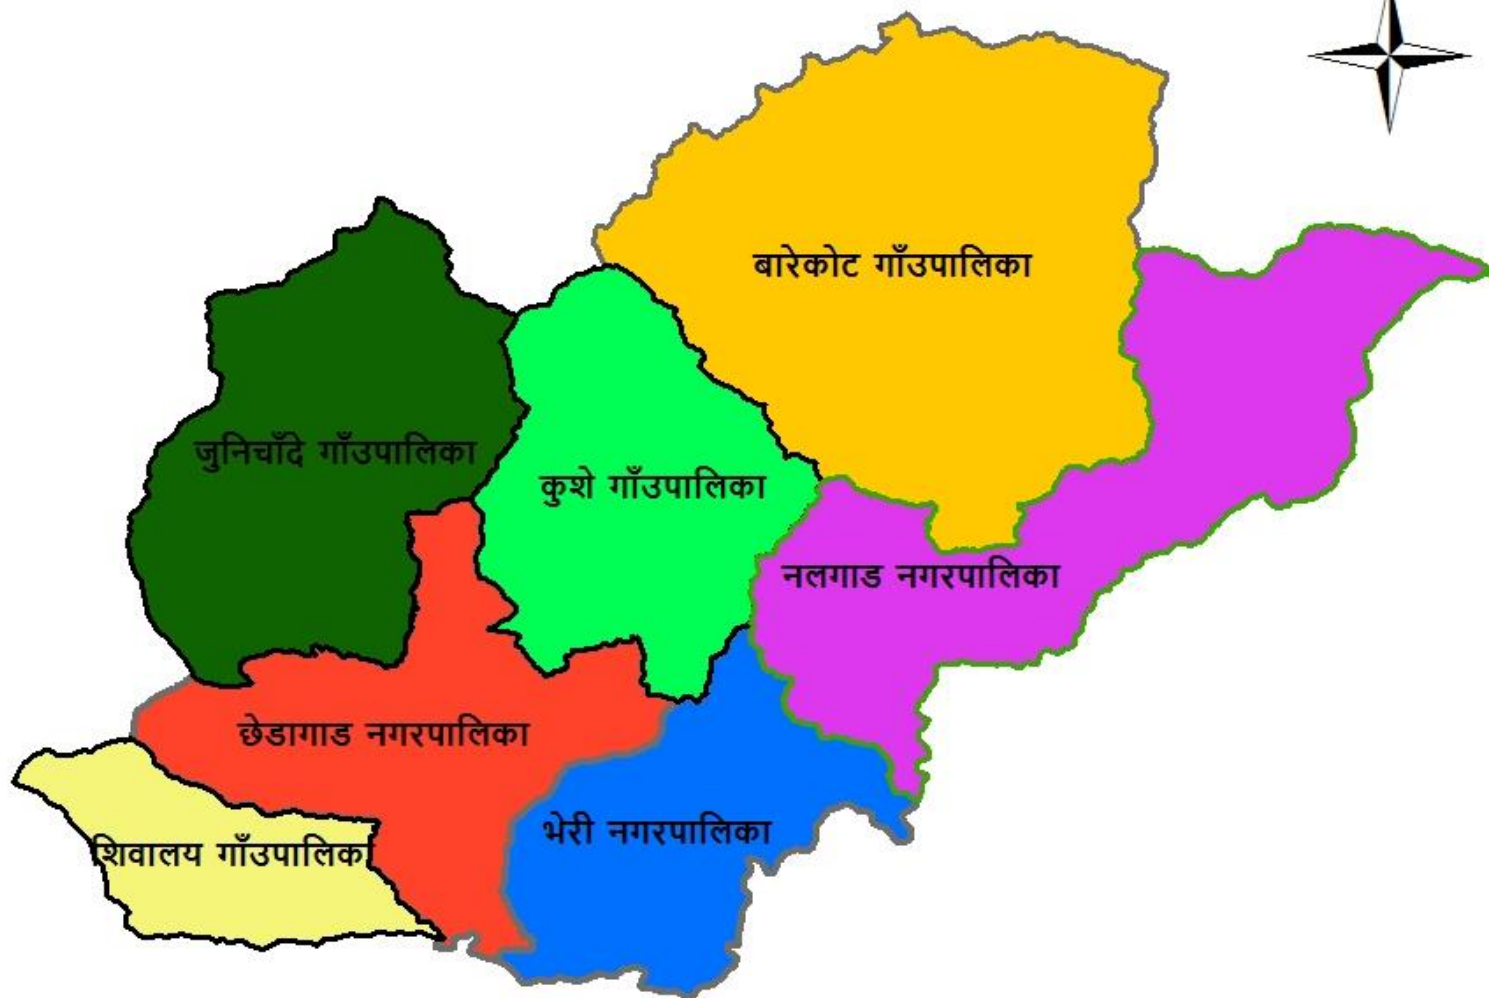 बारेकोट गाँउपालिका
जुनिचाँदे गाँउपालिका
कुशे गाँउपालिका
नलगाड नगरपालिका
छेडागाड नगरपालिका
भेरी नगरपालिका
शिवालय गाँउपालिका